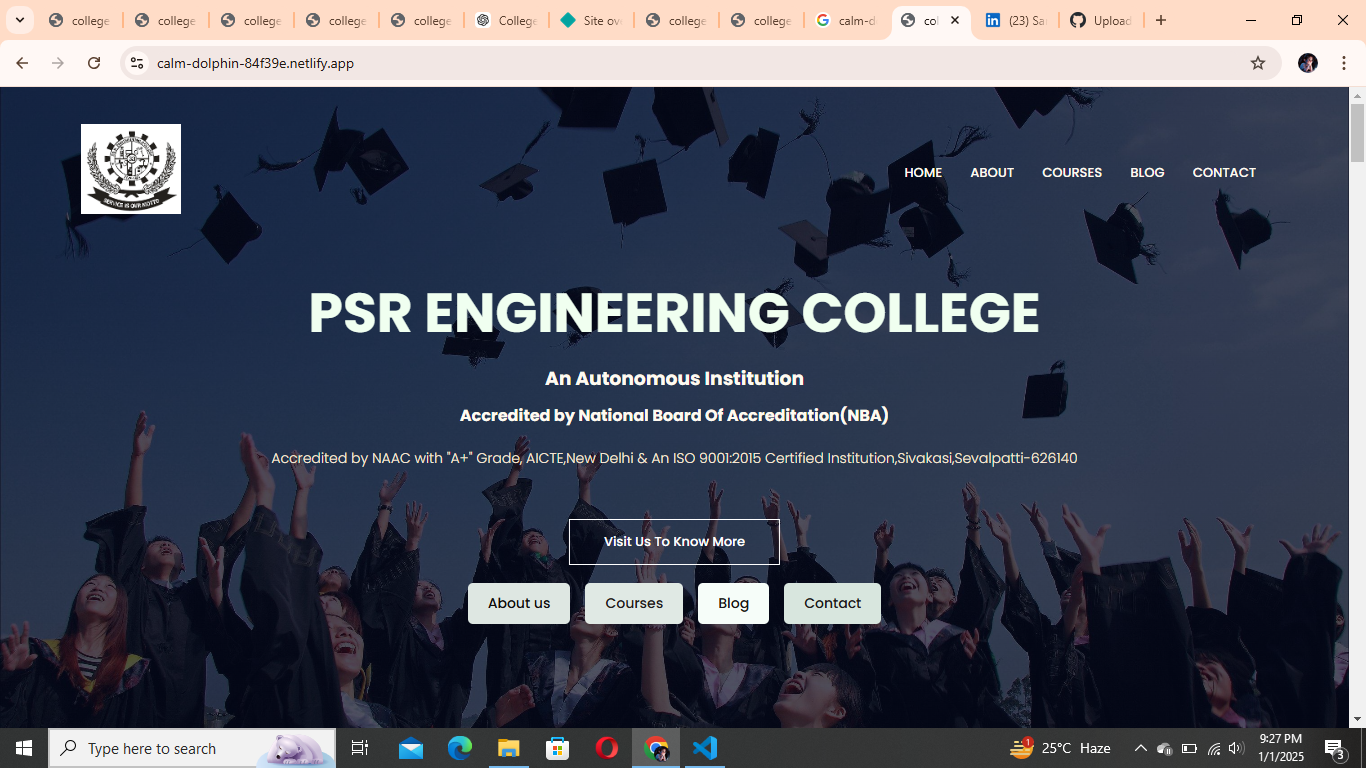 college
college
college
college
college
College
Site ove
college
college
calm-d
col
(23) Sa
Upload
calm-dolphin-84f39e.netlify.app
SERVICE IS OUR MOTTO
HOME ABOUT COURSES BLOG CONTACT
PSR ENGINEERING COLLEGE
An Autonomous Institution
Accredited by National Board Of Accreditation(NBA)
Accredited by NAAC with "A+" Grade, AICTE,New Delhi & An ISO 9001:2015 Certified Institution,Sivakasi,Sevalpatti-626140
Visit Us To Know More
About us Courses Blog Contact
Type here to search
1
25°C Haze
9:27 PM
1/1/2025
3